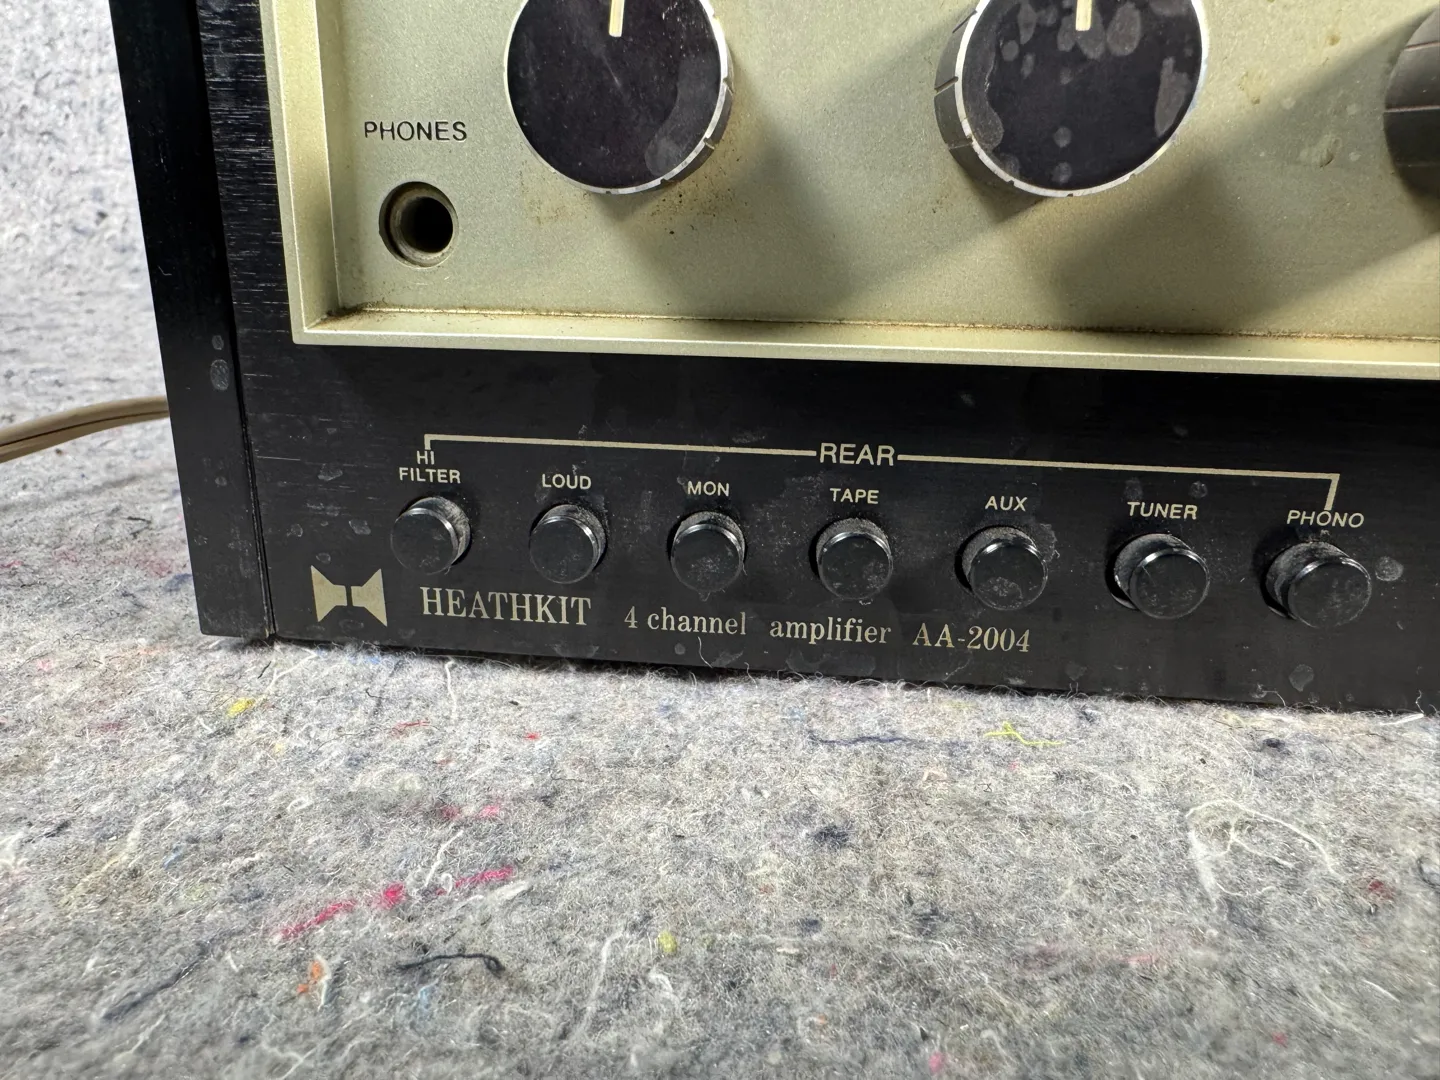 PHONES
REAR
HI
FILTER
LOUD
MON
TAPE
AUX
TUNER
PHONO
HEATHKIT 4 channel amplifier AA-2004